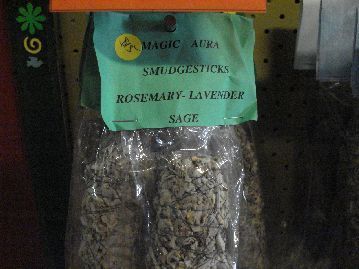 MAGIC AURA
SMUDGESTICKS
ROSEMARY-LAVENDER
SAGE